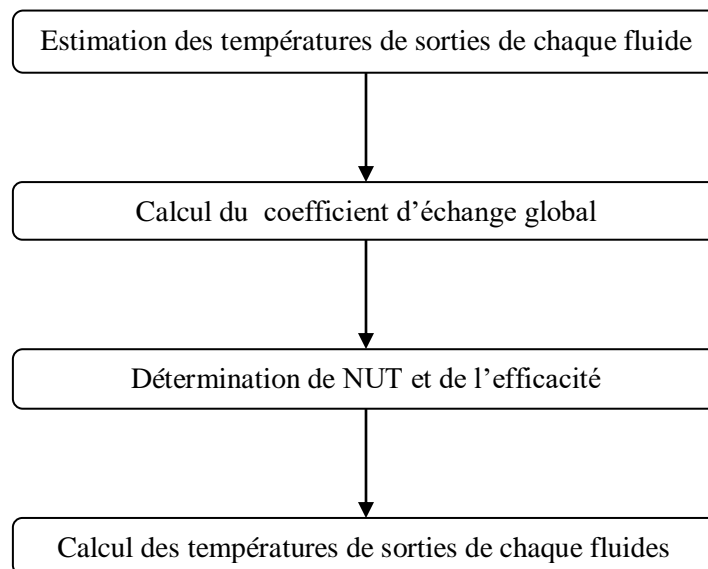 Estimation des températures de sorties de chaque fluide
Calcul du coefficient d’échange global
Détermination de NUT et de l’efficacité
Calcul des températures de sorties de chaque fluides